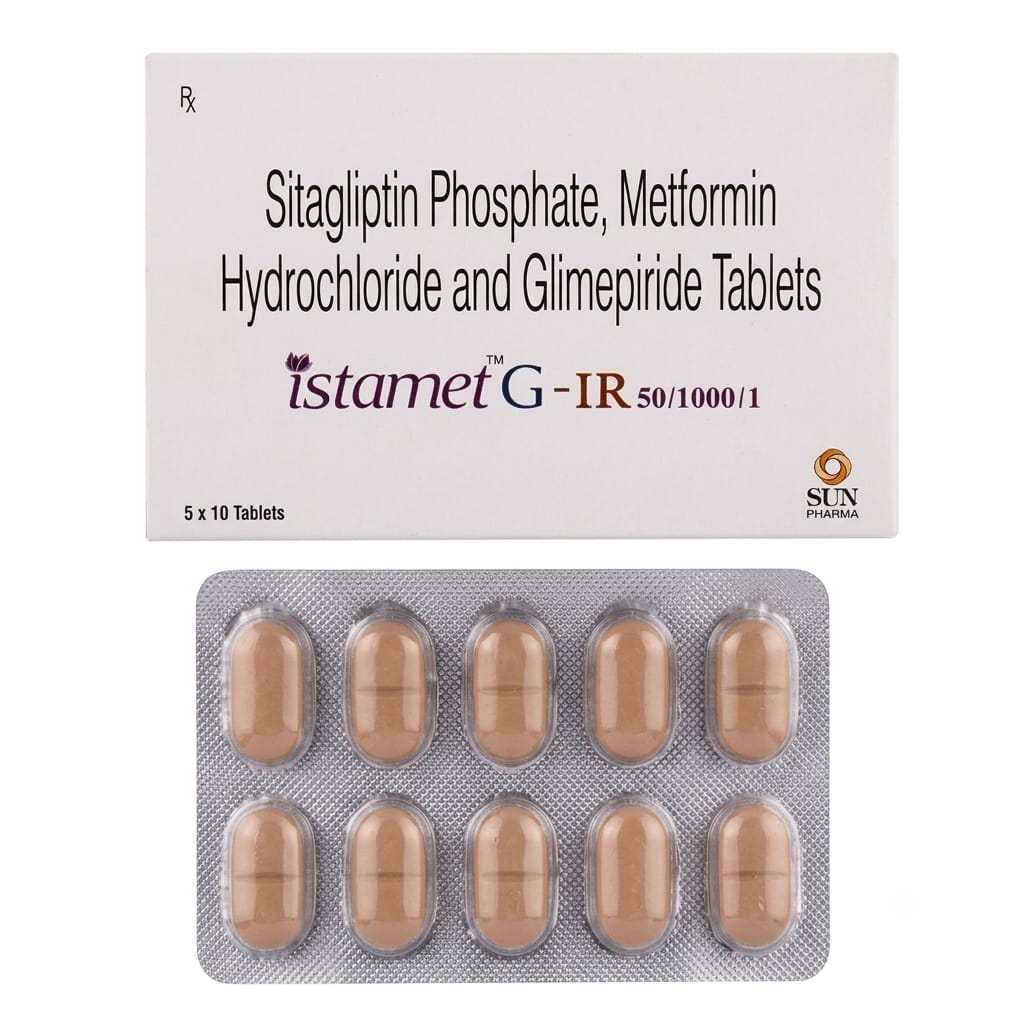 Rx
Sitagliptin Phosphate, Metformin
Hydrochloride and Glimepiride Tablets
istamet™ G-IR 50/1000/1
5 x 10 Tablets
SUN
PHARMA